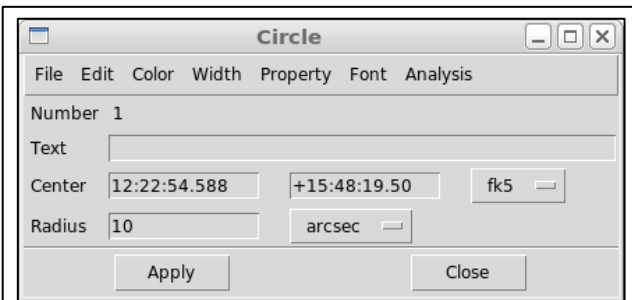 Circle
File Edit Color Width Property Font Analysis
Number 1
Text
Center 12:22:54.588 +15:48:19.50 fk5
Radius 10 arcsec
Apply Close